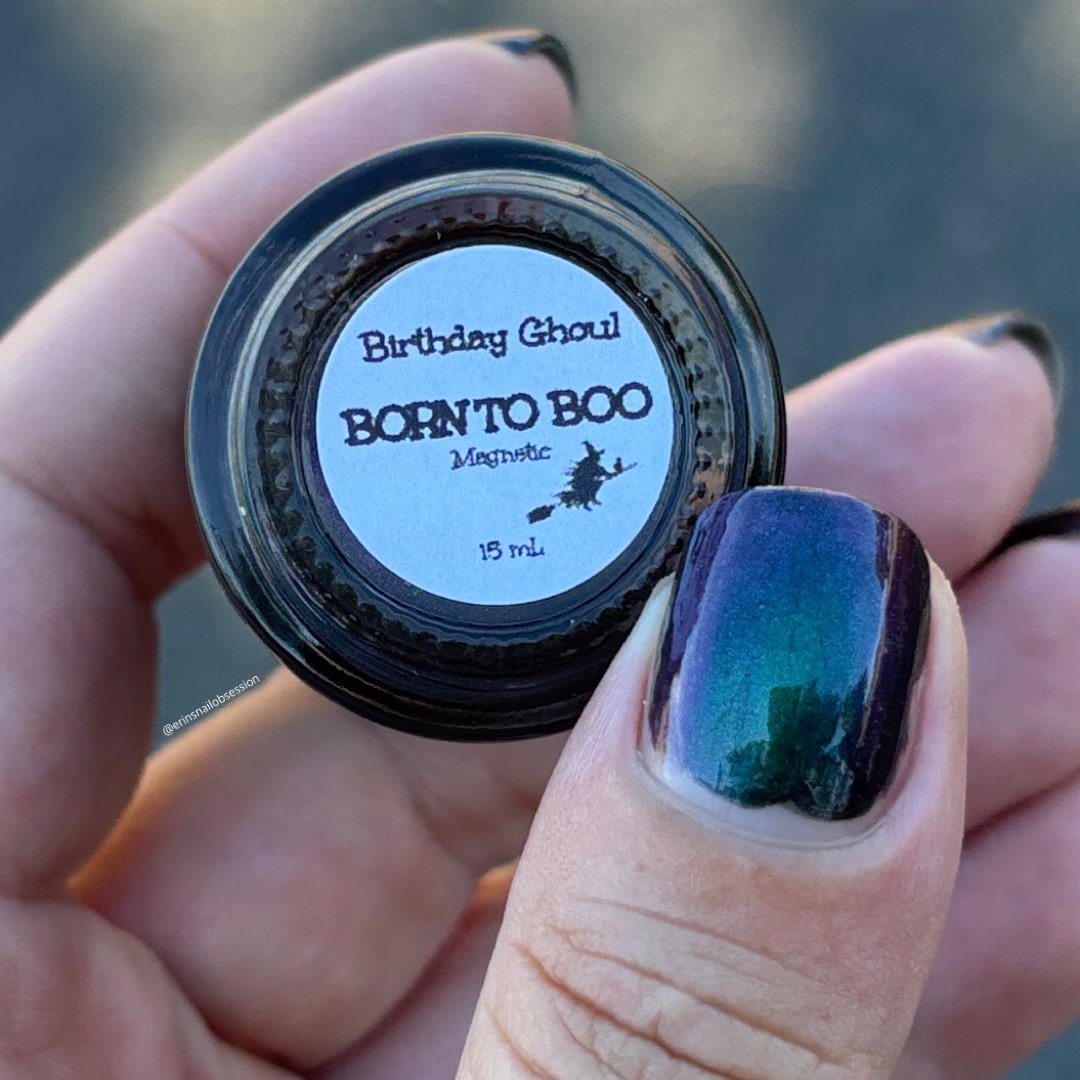 Birthday Ghoul
BORN TO BOO
Magnetic
15 mL
@erinsnailobsession